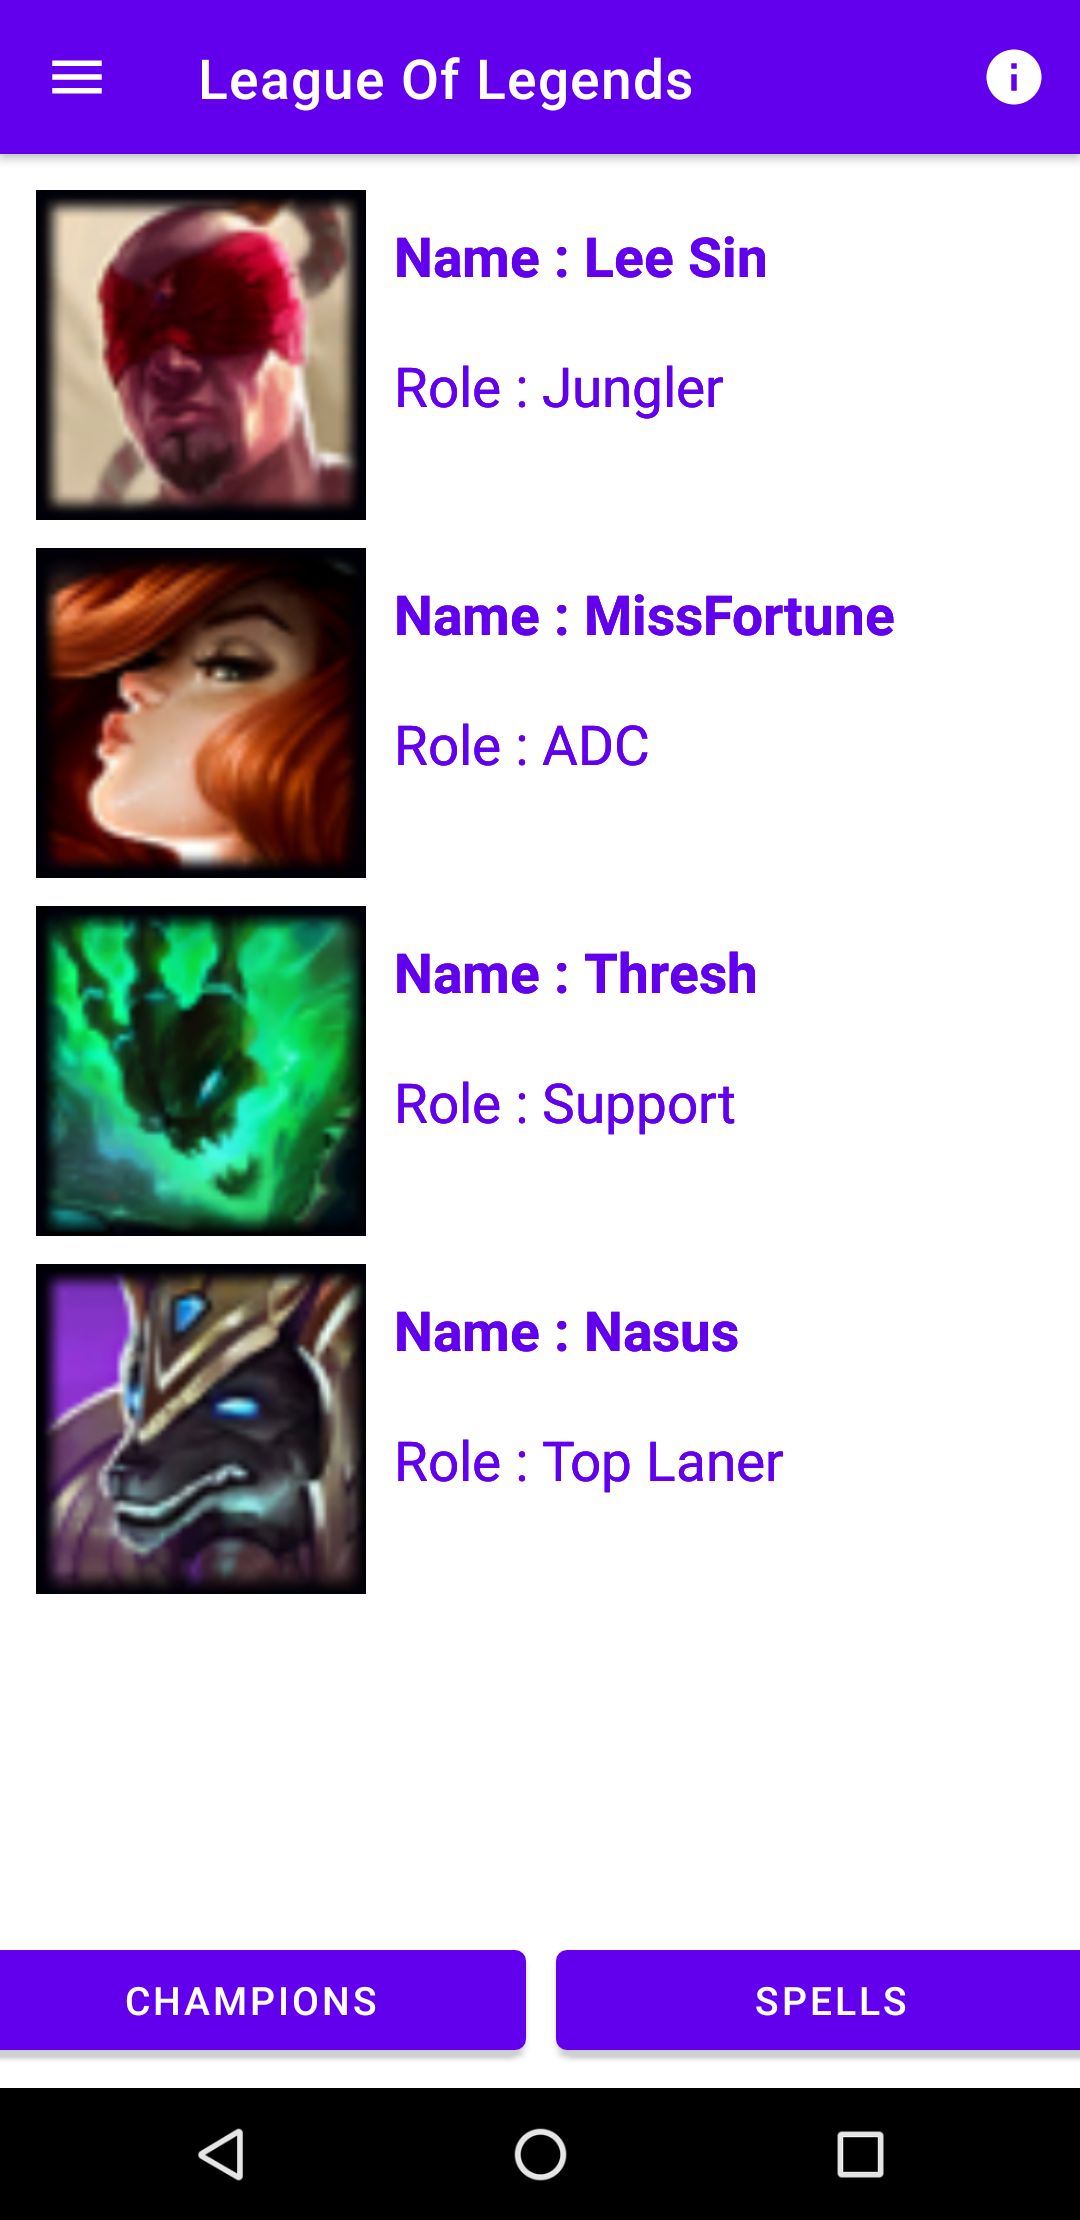 League Of Legends
Name : Lee Sin
Role : Jungler
Name : MissFortune
Role : ADC
Name : Thresh
Role : Support
Name : Nasus
Role : Top Laner
CHAMPIONS
SPELLS